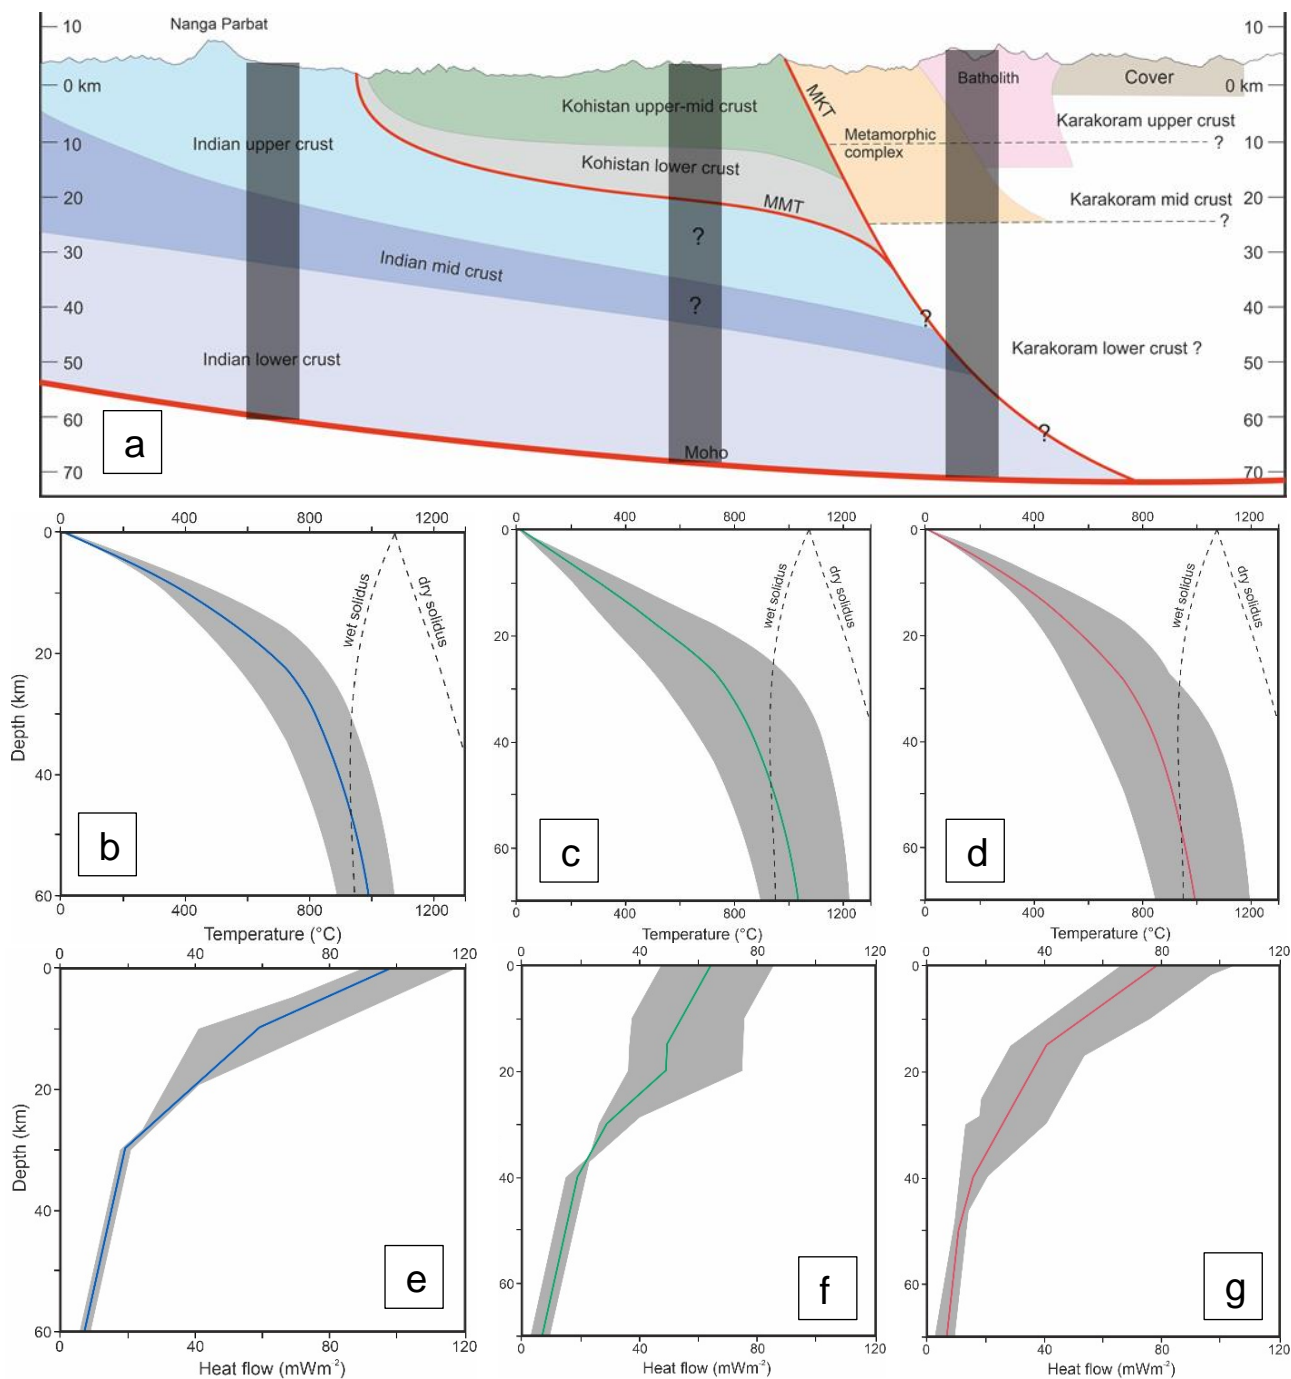 Nanga Parbat
10
10
0 km
0 km
Batholith
Cover
MKT
Kohistan upper-mid crust
Karakoram upper crust
?
Metamorphic
complex
10
10
Indian upper crust
Kohistan lower crust
20
20
MMT
Karakoram mid crust
?
30
30
?
Indian mid crust
40
40
?
?
Karakoram lower crust ?
50
50
Indian lower crust
60
60
?
70
70
Moho
a
0 400 800 1200
0 400 800 1200
0 400 800 1200
0
20
40
60
Depth (km)
wet solidus
dry solidus
b
0 400 800 1200
Temperature (°C)
0
20
40
60
wet solidus
dry solidus
c
0 400 800 1200
Temperature (°C)
0
20
40
60
wet solidus
dry solidus
d
0 400 800 1200
Temperature (°C)
0 40 80 120
0 40 80 120
0 40 80 120
0
20
40
60
Depth (km)
e
0 40 80 120
Heat flow (mWm⁻²)
0
20
40
60
f
0 40 80 120
Heat flow (mWm⁻²)
0
20
40
60
g
0 40 80 120
Heat flow (mWm⁻²)